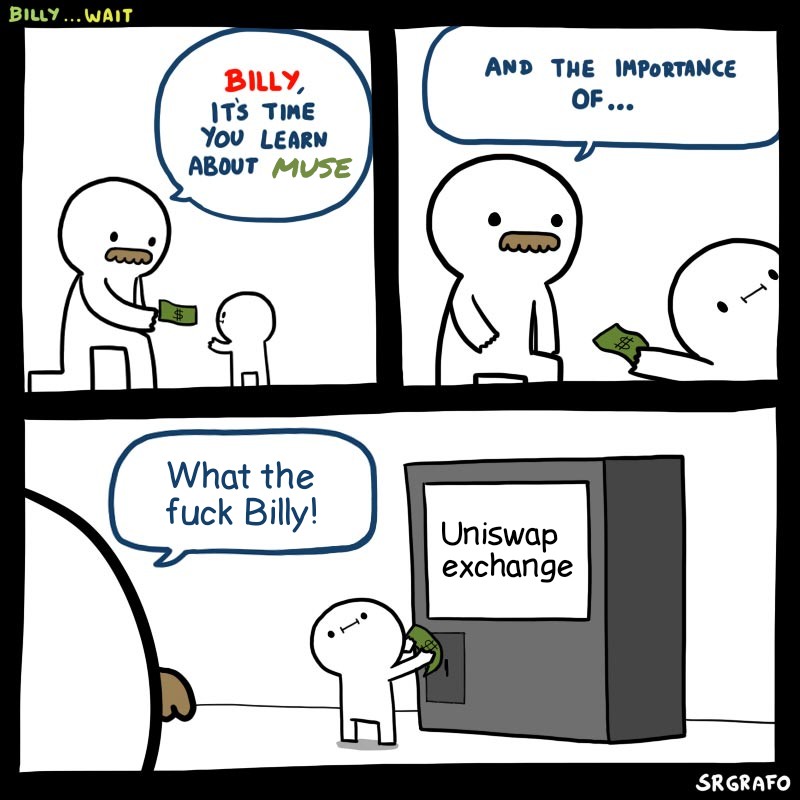 BILLY...WAIT
BILLY,
IT'S TIME
YOU LEARN
ABOUT MUSE
AND THE IMPORTANCE
OF...
$
$
What the
fuck Billy!
Uniswap
exchange
$
SRGRAFO